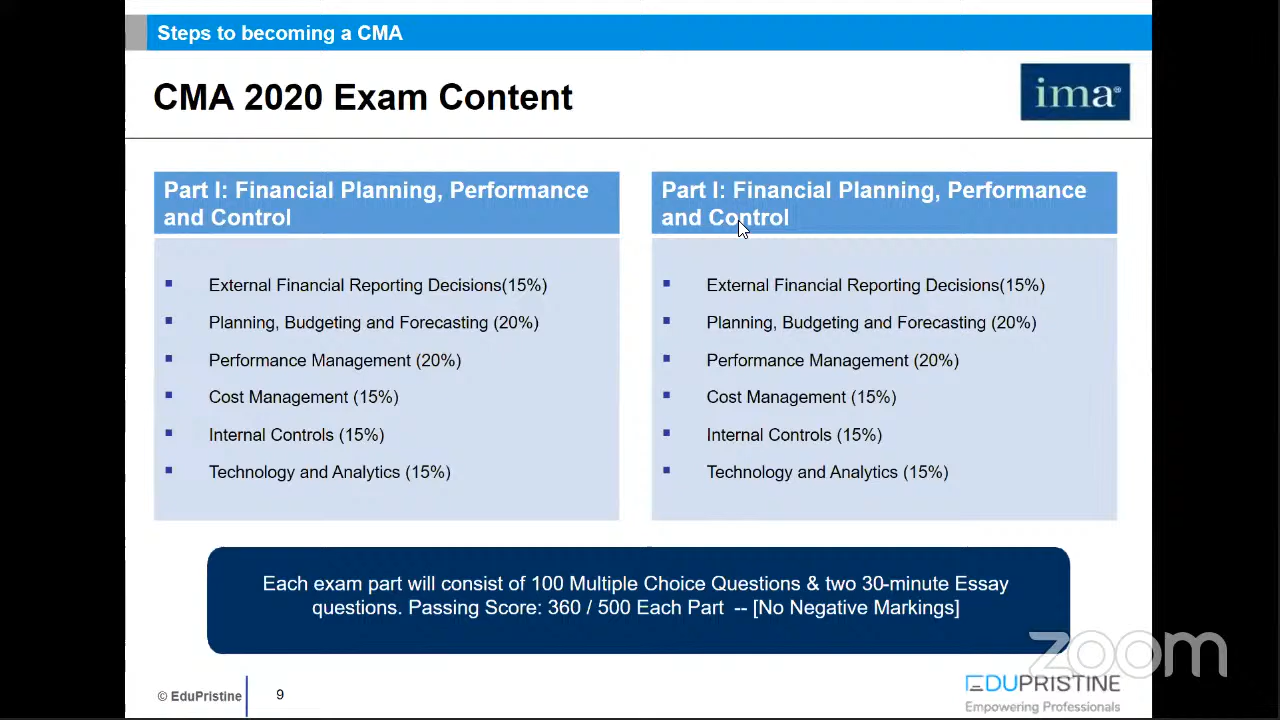 Steps to becoming a CMA
CMA 2020 Exam Content
ima®
Part I: Financial Planning, Performance
and Control
▪ External Financial Reporting Decisions(15%)
▪ Planning, Budgeting and Forecasting (20%)
▪ Performance Management (20%)
▪ Cost Management (15%)
▪ Internal Controls (15%)
▪ Technology and Analytics (15%)
Part I: Financial Planning, Performance
and Control
▪ External Financial Reporting Decisions(15%)
▪ Planning, Budgeting and Forecasting (20%)
▪ Performance Management (20%)
▪ Cost Management (15%)
▪ Internal Controls (15%)
▪ Technology and Analytics (15%)
Each exam part will consist of 100 Multiple Choice Questions & two 30-minute Essay
questions. Passing Score: 360 / 500 Each Part -- [No Negative Markings]
zoom
© EduPristine
9
EDUPRISTINE
Empowering Professionals